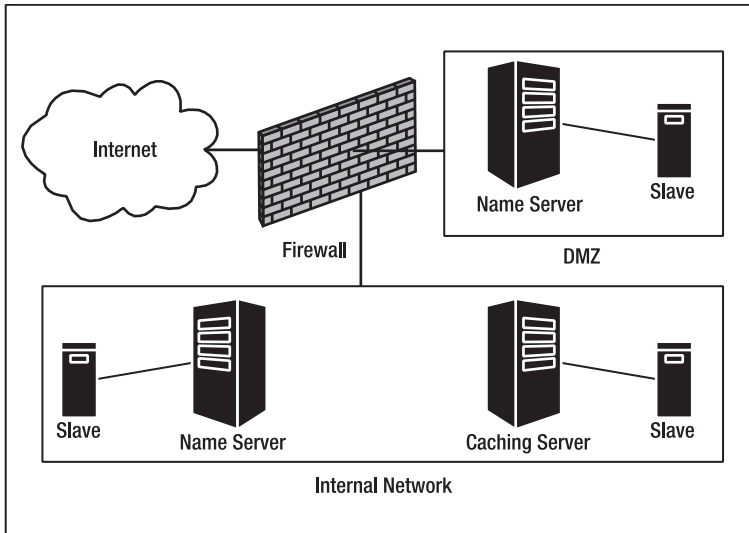 Internet
Firewall
Name Server
Slave
DMZ
Slave
Name Server
Caching Server
Slave
Internal Network